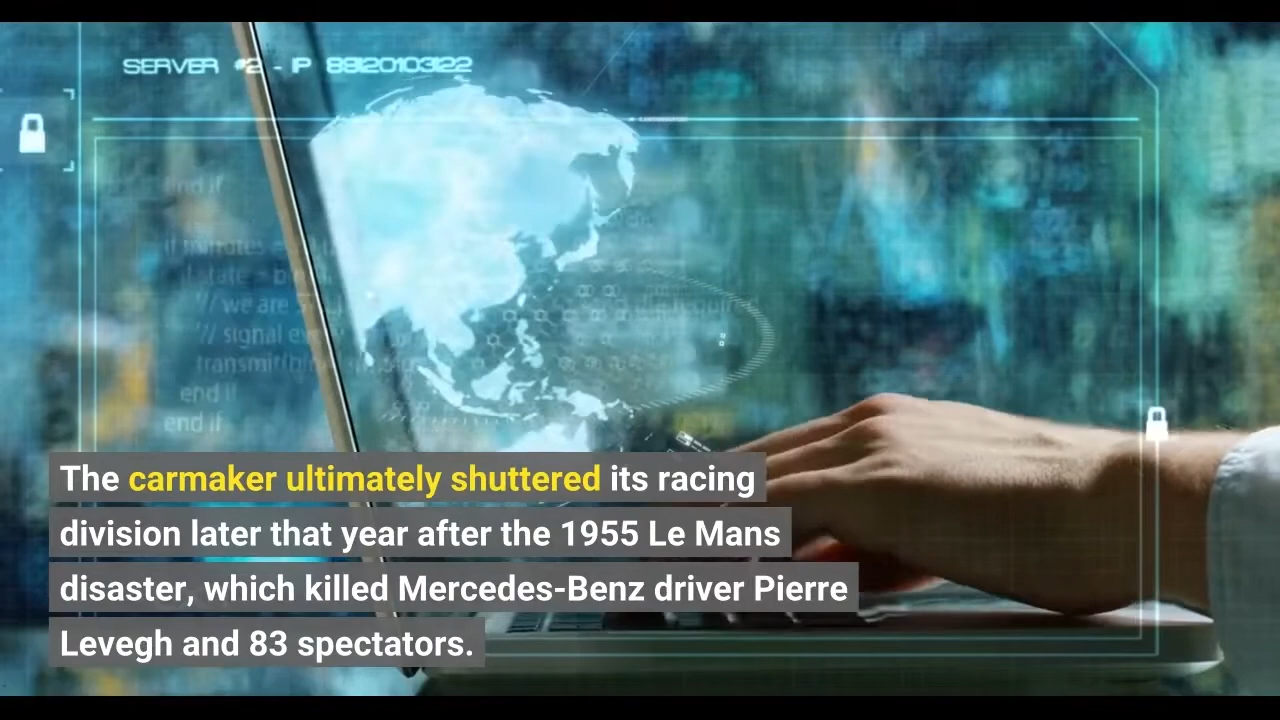 SERVER #2 - IP 88120103122
end if
// we are
// signal
end if
end if
The carmaker ultimately shuttered its racing
division later that year after the 1955 Le Mans
disaster, which killed Mercedes-Benz driver Pierre
Levegh and 83 spectators.